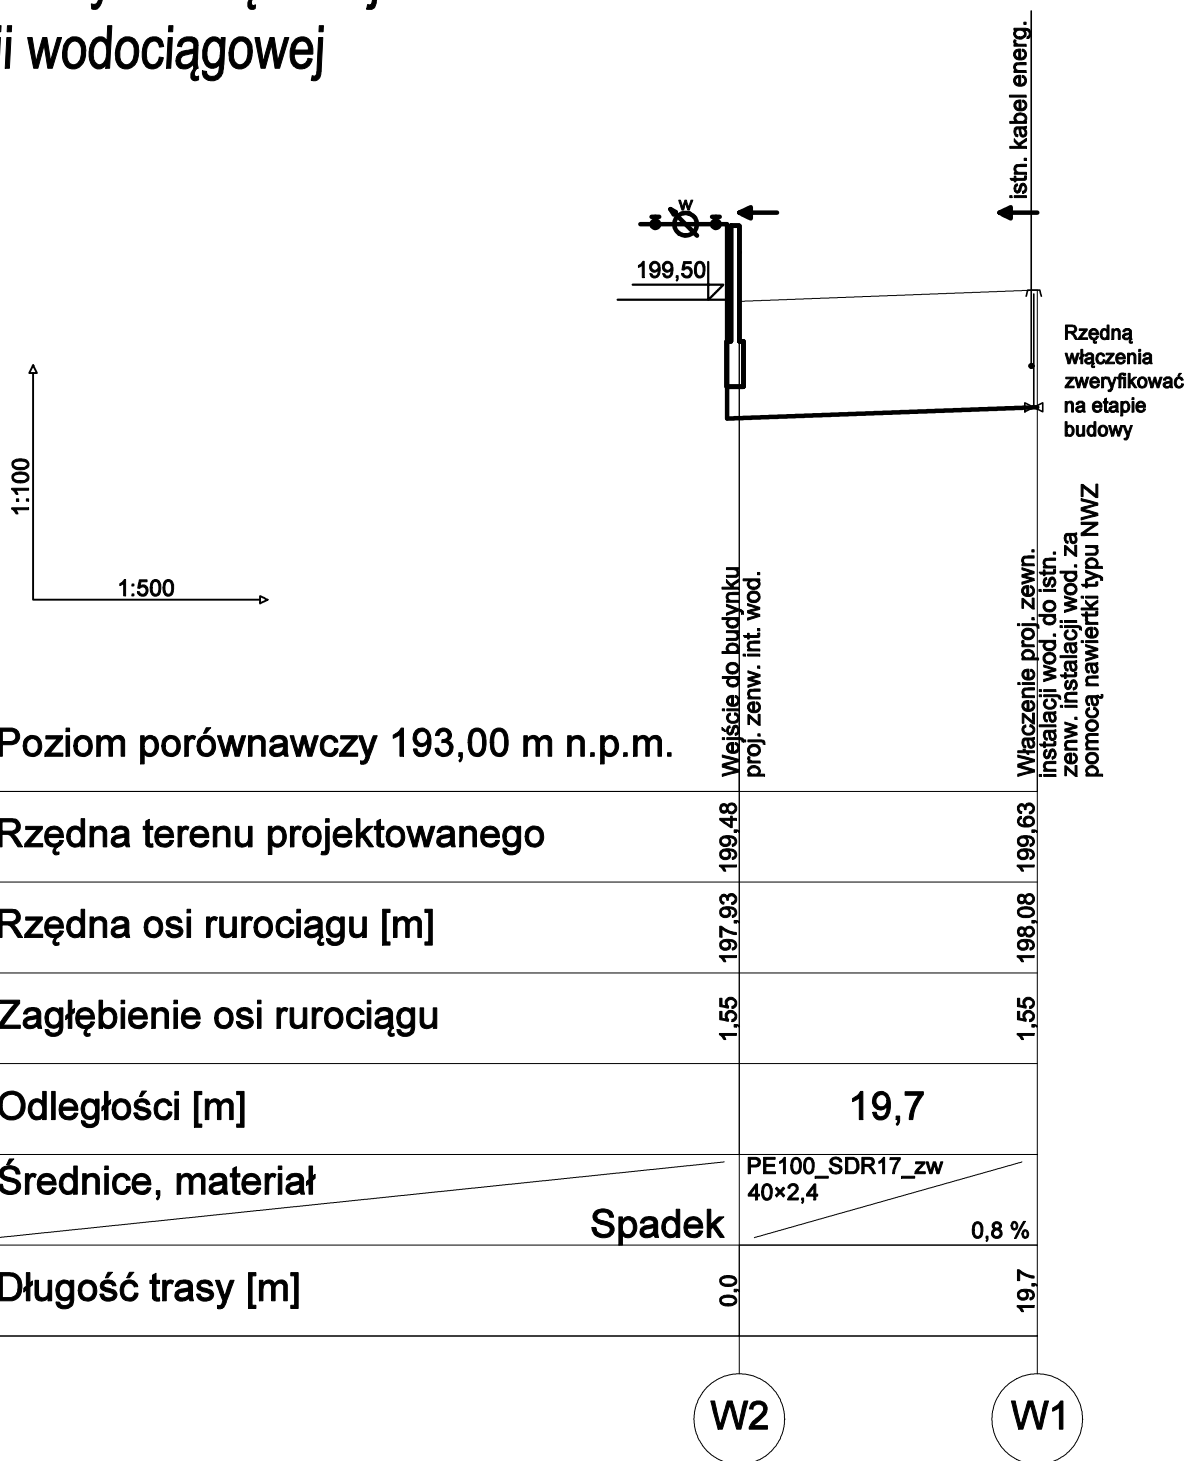 ii wodociągowej
istn. kabel energ.
W
199,50
Rzędną
włączenia
zweryfikować
na etapie
budowy
1:100
1:500
Wejście do budynku
proj. zenw. int. wod.
Właczenie proj. zewn.
instalacji wod. do istn.
zenw. instalacji wod. za
pomocą nawiertki typu NWZ
Poziom porównawczy 193,00 m n.p.m.
Rzędna terenu projektowanego
199,48
199,63
Rzędna osi rurociągu [m]
197,93
198,08
Zagłębienie osi rurociągu
1,55
1,55
Odległości [m]
19,7
Średnice, materiał
Spadek
PE100_SDR17_zw
40×2,4
0,8 %
Długość trasy [m]
0,0
19,7
W2
W1